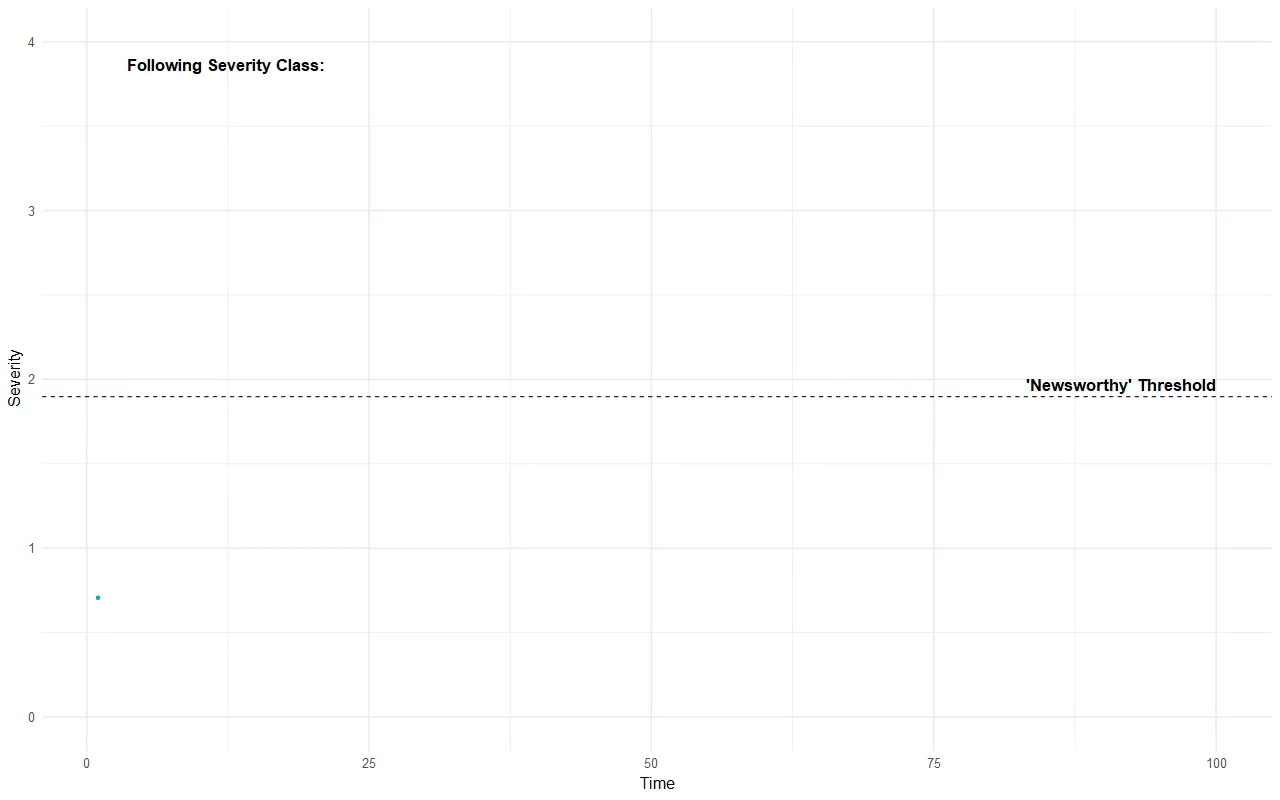 4
Following Severity Class:
3
Severity
2
'Newsworthy' Threshold
1
0
0 25 50 75 100
Time